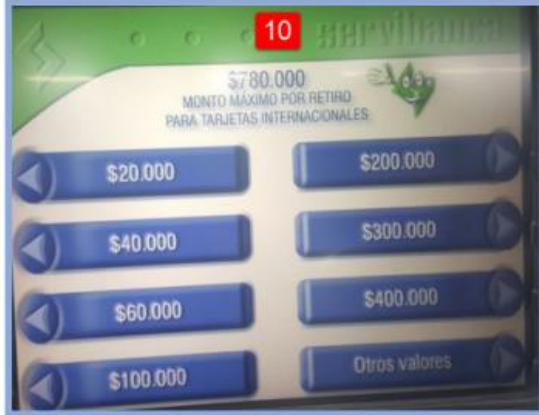 10
servibanca
$780.000
MONTO MÁXIMO POR RETIRO
PARA TARJETAS INTERNACIONALES
$20.000
$200.000
$40.000
$300.000
$60.000
$400.000
$100.000
Otros valores